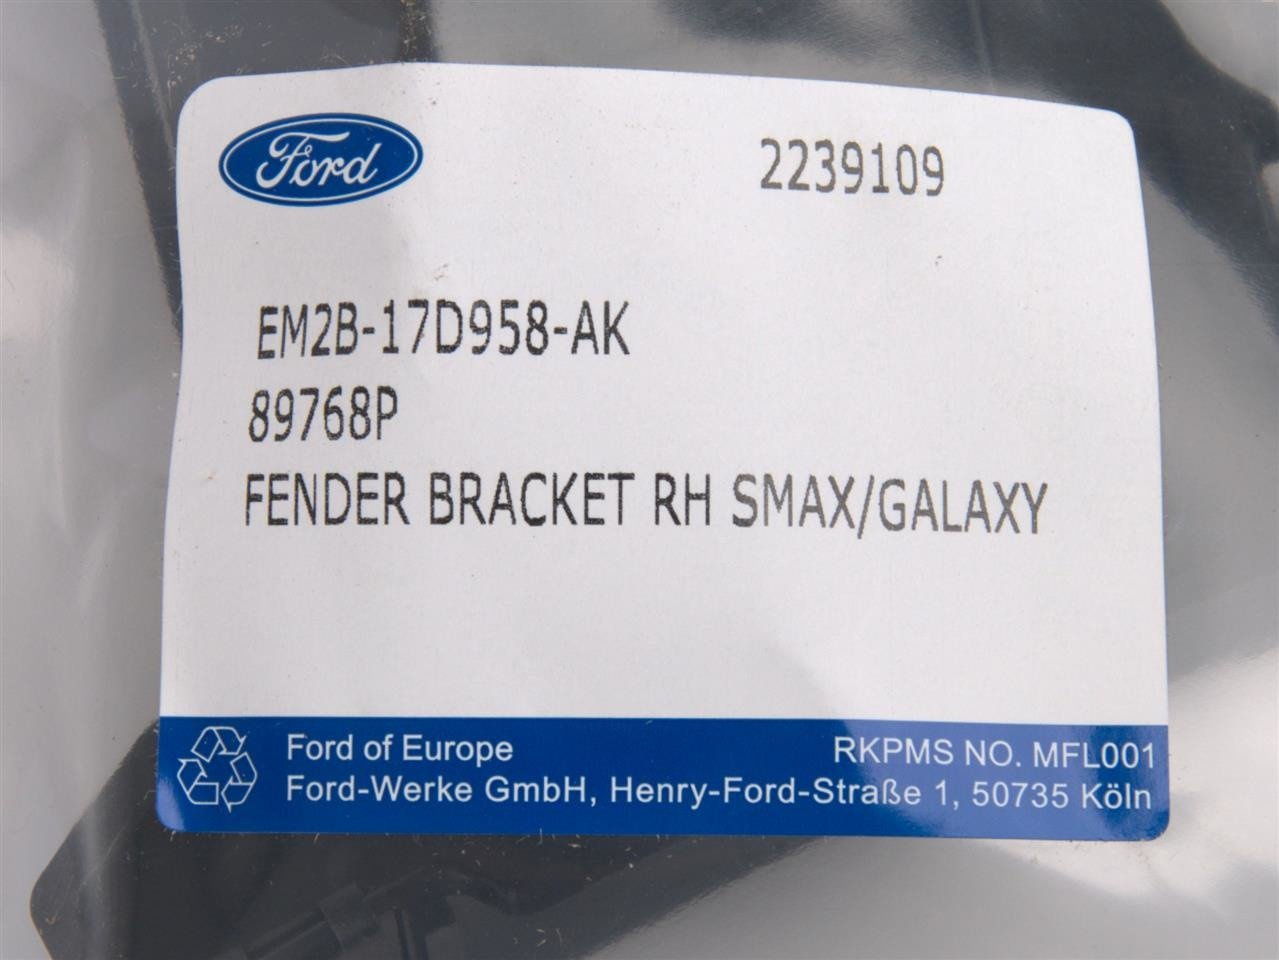 Ford
2239109
EM2B-17D958-AK
89768P
FENDER BRACKET RH SMAX/GALAXY
Ford of Europe
RKPMS NO. MFL001
Ford-Werke GmbH, Henry-Ford-Straße 1, 50735 Köln